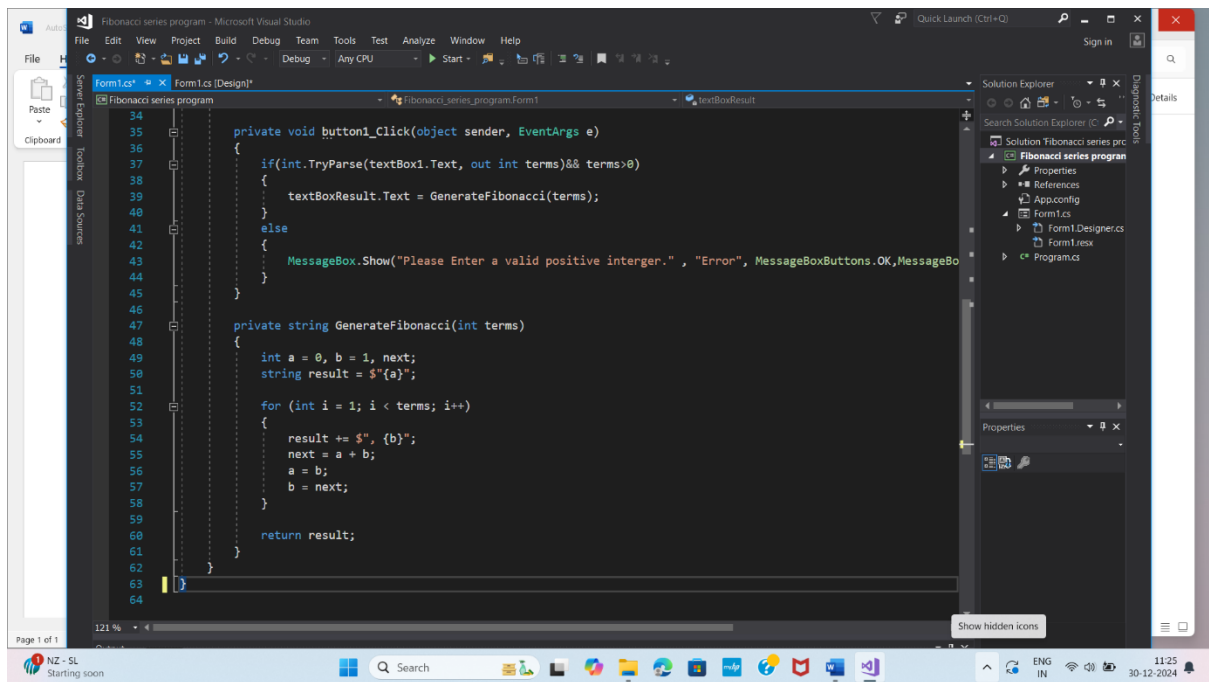 Fibonacci series program - Microsoft Visual Studio
Quick Launch (Ctrl+Q)
File Edit View Project Build Debug Team Tools Test Analyze Window Help
Sign in
File
Debug
Any CPU
Start
Paste
Clipboard
Details
Server Explorer
Toolbox
Data Sources
Form1.cs*
Form1.cs [Design]*
Fibonacci series program
Fibonacci_series_program.Form1
textBoxResult
34
35 private void button1_Click(object sender, EventArgs e)
36 {
37 if(int.TryParse(textBox1.Text, out int terms)&& terms>0)
38 {
39 textBoxResult.Text = GenerateFibonacci(terms);
40 }
41 else
42 {
43 MessageBox.Show("Please Enter a valid positive interger." , "Error", MessageBoxButtons.OK,MessageBo
44 }
45 }
46
47 private string GenerateFibonacci(int terms)
48 {
49 int a = 0, b = 1, next;
50 string result = $"{a}";
51
52 for (int i = 1; i < terms; i++)
53 {
54 result += $", {b}";
55 next = a + b;
56 a = b;
57 b = next;
58 }
59
60 return result;
61 }
62 }
63 }
64
121 %
Solution Explorer
Search Solution Explorer (C
Solution 'Fibonacci series prc
Fibonacci series program
Properties
References
App.config
Form1.cs
Form1.Designer.cs
Form1.resx
C# Program.cs
Diagnostic Tools
Properties
Show hidden icons
Page 1 of 1
1
NZ - SL
Starting soon
Search
ENG
IN
11:25
30-12-2024